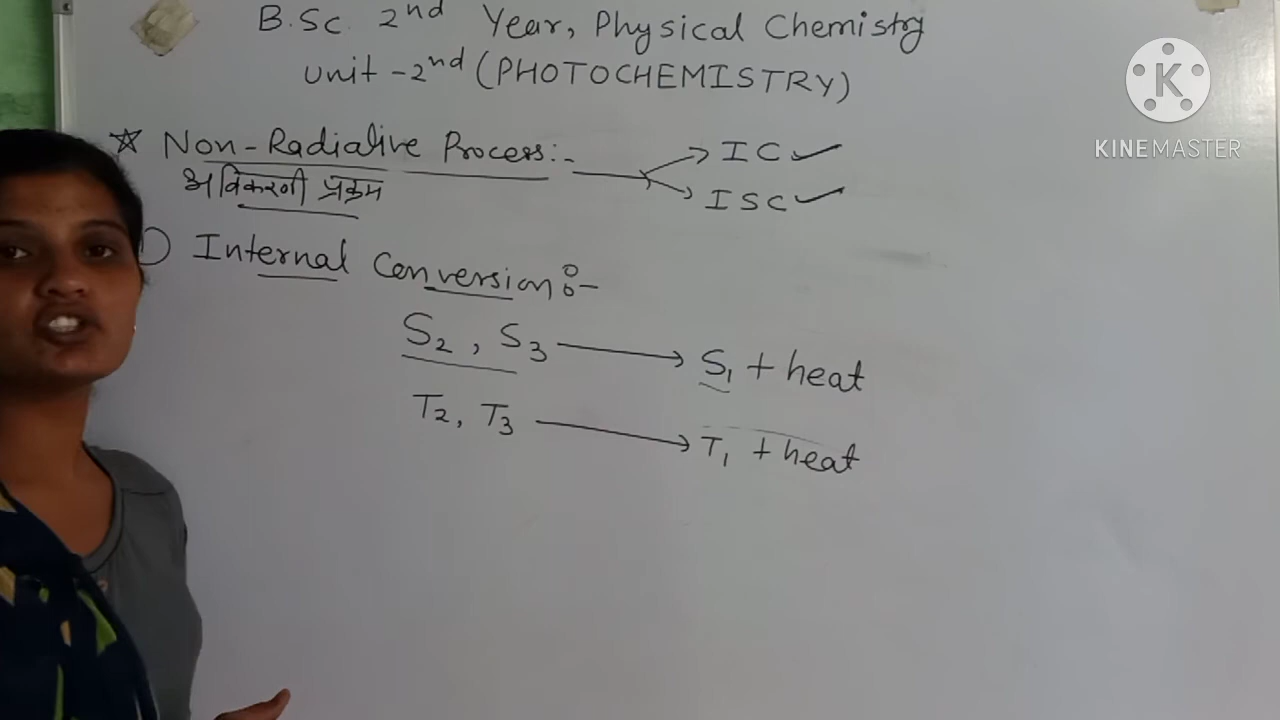 B.Sc. 2nd Year, Physical Chemistry
Unit-2nd (PHOTOCHEMISTRY)
☆ Non-Radiative Process:- → IC ✓
→ ISC ✓
अविकरणी प्रक्रम
Internal Conversion:-
S₂, S₃ → S₁ + heat
T₂, T₃ → T₁ + heat
KINEMASTER